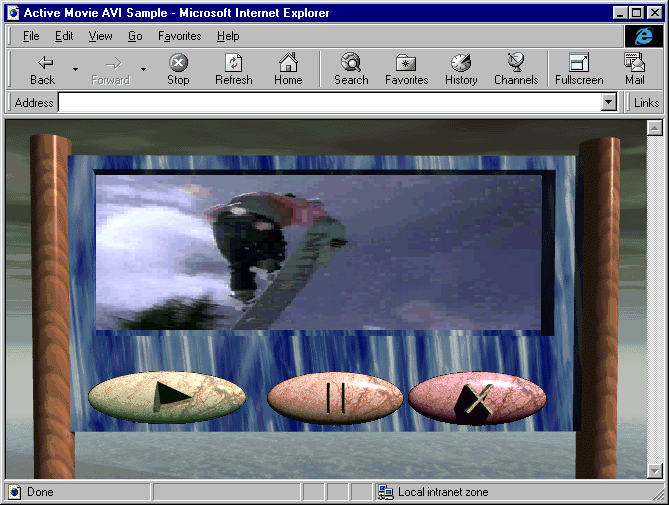 Active Movie AVI Sample - Microsoft Internet Explorer
File Edit View Go Favorites Help
Back Forward Stop Refresh Home Search Favorites History Channels Fullscreen Mail
Address Links
Done Local intranet zone